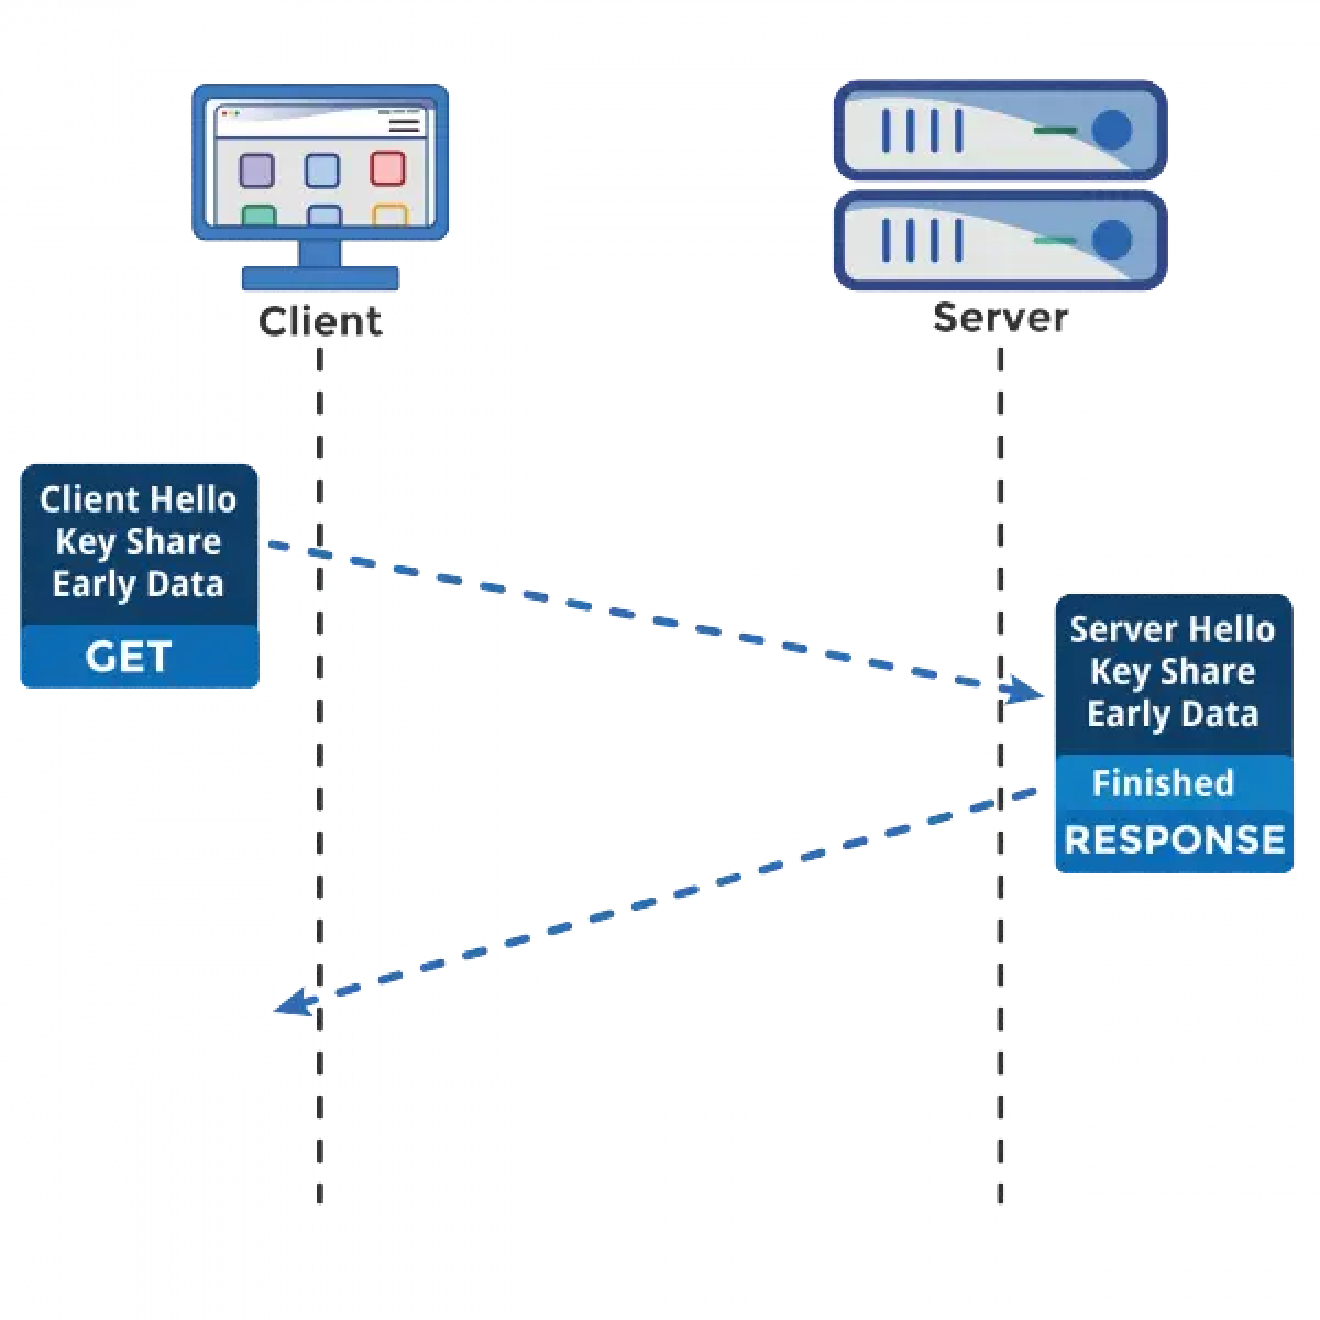 Client
Server
Client Hello
Key Share
Early Data
GET
Server Hello
Key Share
Early Data
Finished
RESPONSE